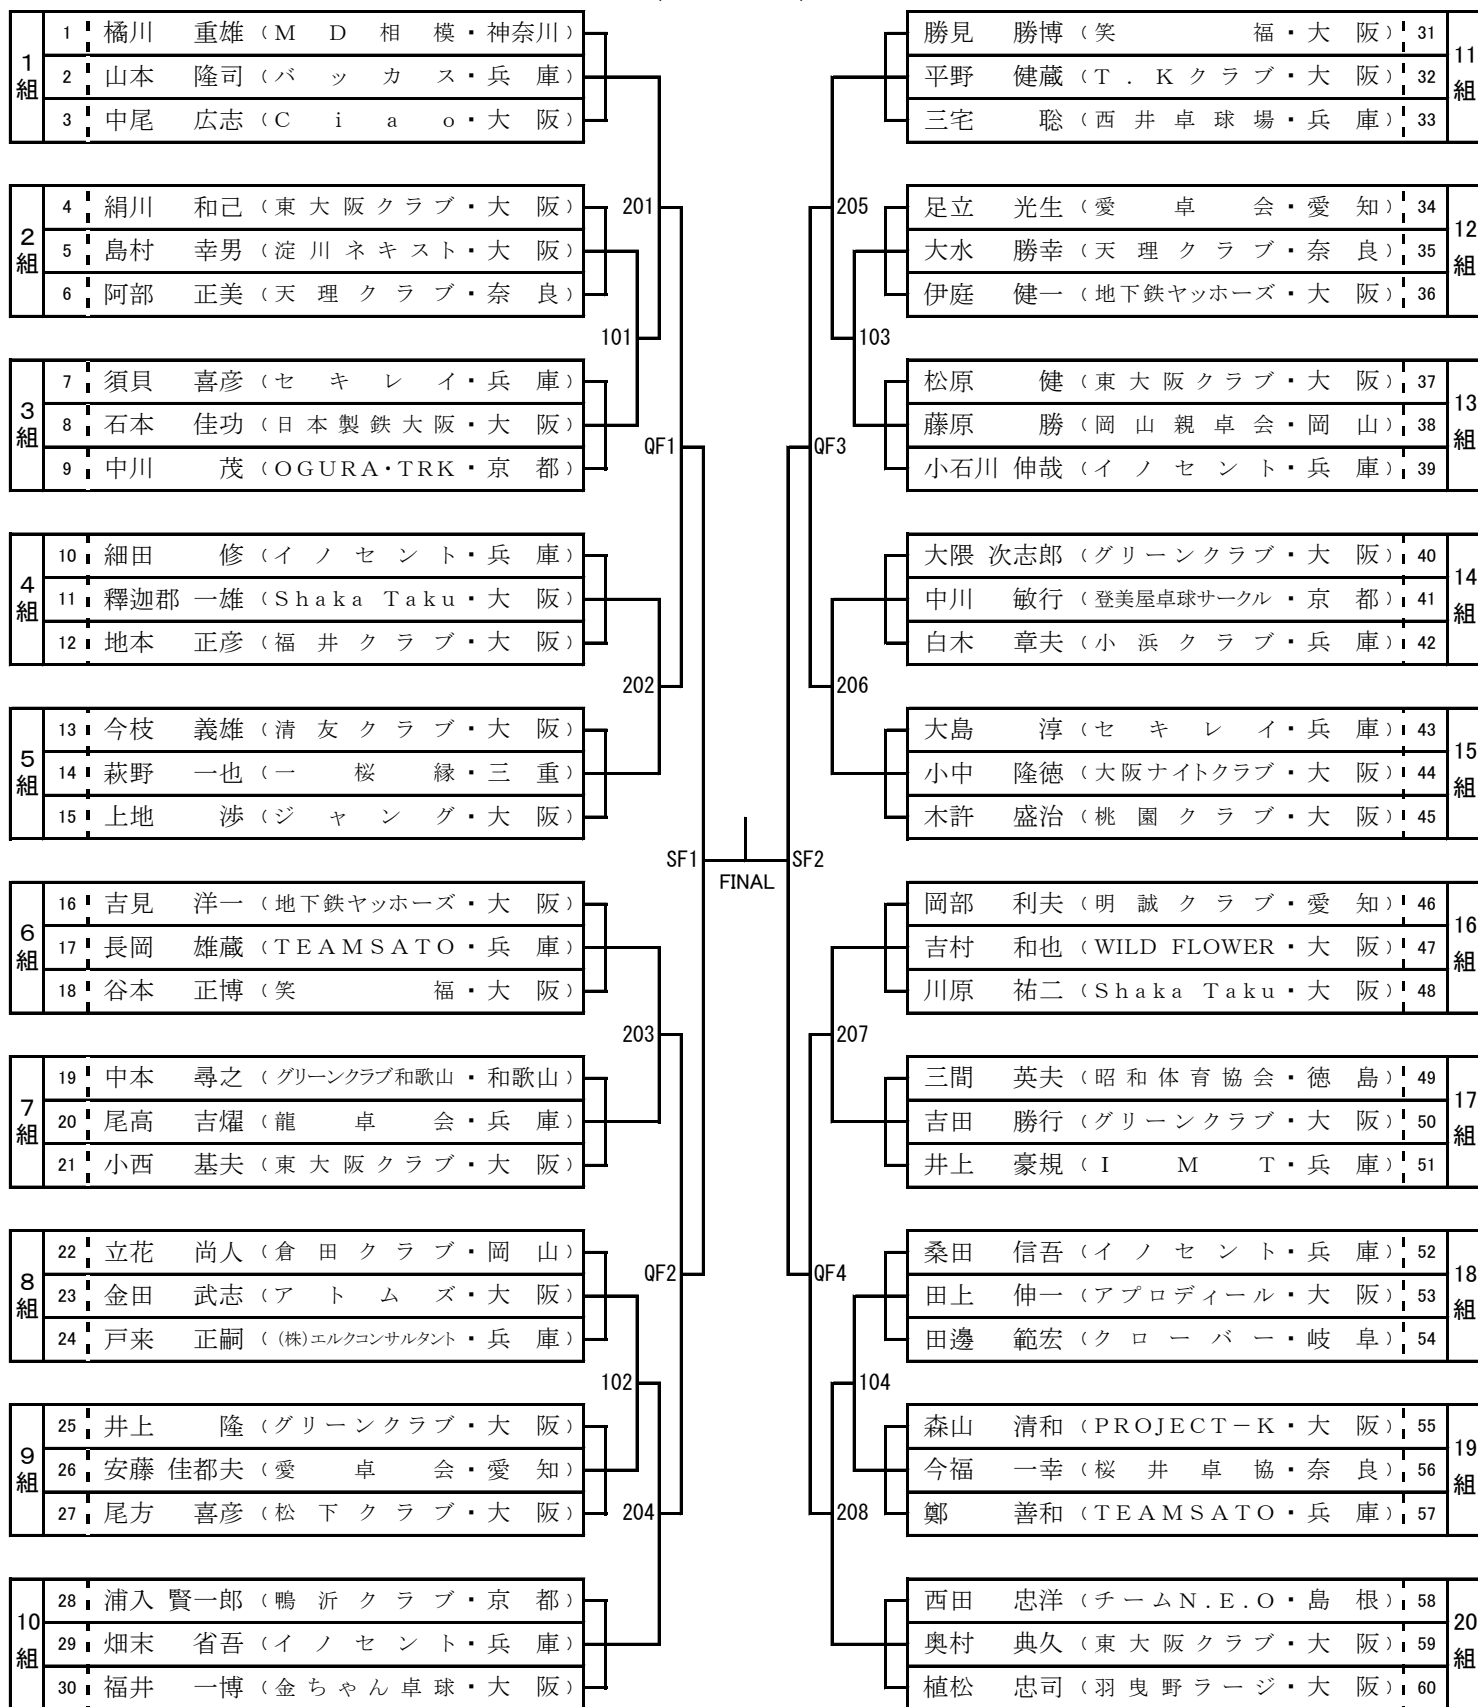 1組
1 橘川 重雄（ＭＤ相模・神奈川）
2 山本 隆司（バッカス・兵庫）
3 中尾 広志（Ｃｉａｏ・大阪）
2組
4 絹川 和己（東大阪クラブ・大阪）
5 島村 幸男（淀川ネキスト・大阪）
6 阿部 正美（天理クラブ・奈良）
3組
7 須貝 喜彦（セキレイ・兵庫）
8 石本 佳功（日本製鉄大阪・大阪）
9 中川 茂（OGURA・TRK・京都）
4組
10 細田 修（イノセント・兵庫）
11 釋迦郡 一雄（Shaka Taku・大阪）
12 地本 正彦（福井クラブ・大阪）
5組
13 今枝 義雄（清友クラブ・大阪）
14 萩野 一也（一桜縁・三重）
15 上地 渉（ジャング・大阪）
6組
16 吉見 洋一（地下鉄ヤッホーズ・大阪）
17 長岡 雄蔵（TEAMSATO・兵庫）
18 谷本 正博（笑福・大阪）
7組
19 中本 尋之（グリーンクラブ和歌山・和歌山）
20 尾高 吉燿（龍卓会・兵庫）
21 小西 基夫（東大阪クラブ・大阪）
8組
22 立花 尚人（倉田クラブ・岡山）
23 金田 武志（アトムズ・大阪）
24 戸来 正嗣（(株)エルクコンサルタント・兵庫）
9組
25 井上 隆（グリーンクラブ・大阪）
26 安藤 佳都夫（愛卓会・愛知）
27 尾方 喜彦（松下クラブ・大阪）
10組
28 浦入 賢一郎（鴨沂クラブ・京都）
29 畑末 省吾（イノセント・兵庫）
30 福井 一博（金ちゃん卓球・大阪）
201
101
QF1
202
SF1
203
QF2
102
204
FINAL
SF2
205
103
QF3
206
207
QF4
104
208
勝見 勝博（笑福・大阪） 31
平野 健蔵（T.Kクラブ・大阪） 32
三宅 聡（西井卓球場・兵庫） 33
11組
足立 光生（愛卓会・愛知） 34
大水 勝幸（天理クラブ・奈良） 35
伊庭 健一（地下鉄ヤッホーズ・大阪） 36
12組
松原 健（東大阪クラブ・大阪） 37
藤原 勝（岡山親卓会・岡山） 38
小石川 伸哉（イノセント・兵庫） 39
13組
大隈 次志郎（グリーンクラブ・大阪） 40
中川 敏行（登美屋卓球サークル・京都） 41
白木 章夫（小浜クラブ・兵庫） 42
14組
大島 淳（セキレイ・兵庫） 43
小中 隆徳（大阪ナイトクラブ・大阪） 44
木許 盛治（桃園クラブ・大阪） 45
15組
岡部 利夫（明誠クラブ・愛知） 46
吉村 和也（WILD FLOWER・大阪） 47
川原 祐二（Shaka Taku・大阪） 48
16組
三間 英夫（昭和体育協会・徳島） 49
吉田 勝行（グリーンクラブ・大阪） 50
井上 豪規（IMT・兵庫） 51
17組
桑田 信吾（イノセント・兵庫） 52
田上 伸一（アプロディール・大阪） 53
田邊 範宏（クローバー・岐阜） 54
18組
森山 清和（PROJECT－K・大阪） 55
今福 一幸（桜井卓協・奈良） 56
鄭 善和（TEAMSATO・兵庫） 57
19組
西田 忠洋（チームN.E.O・島根） 58
奥村 典久（東大阪クラブ・大阪） 59
植松 忠司（羽曳野ラージ・大阪） 60
20組